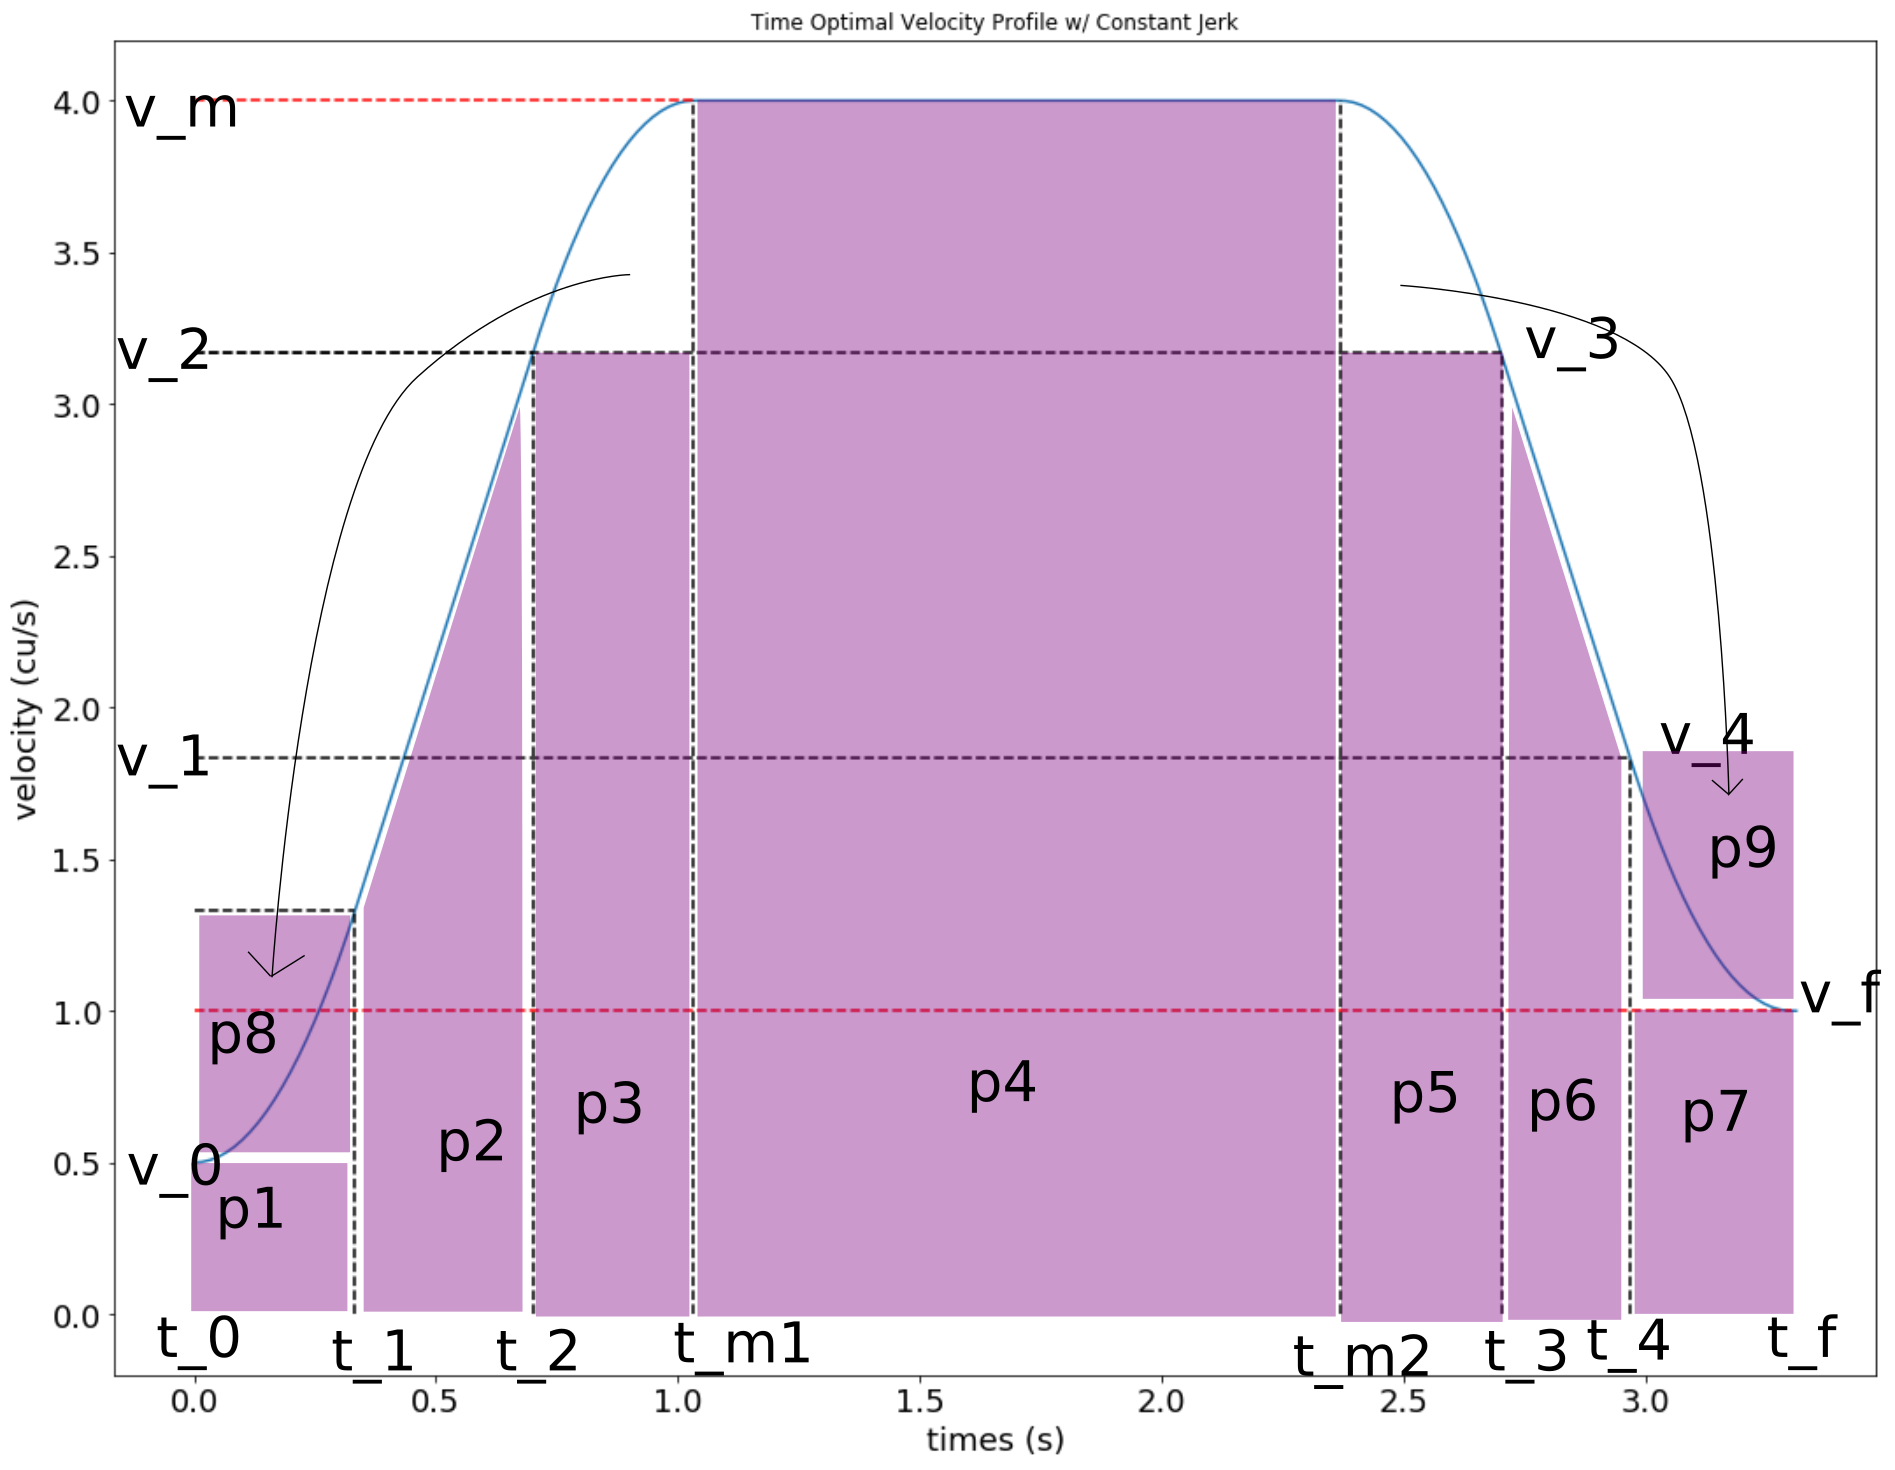 Time Optimal Velocity Profile w/ Constant Jerk
4.0
v_m
3.5
v_2
v_3
3.0
2.5
2.0
v_1
v_4
1.5
p9
1.0
v_f
p8
p4
p5
p6
p3
p7
p2
0.5
v_0
p1
0.0
t_0
t_1
t_2
t_m1
t_m2
t_3
t_4
t_f
0.0
0.5
1.0
1.5
2.0
2.5
3.0
times (s)
velocity (cu/s)